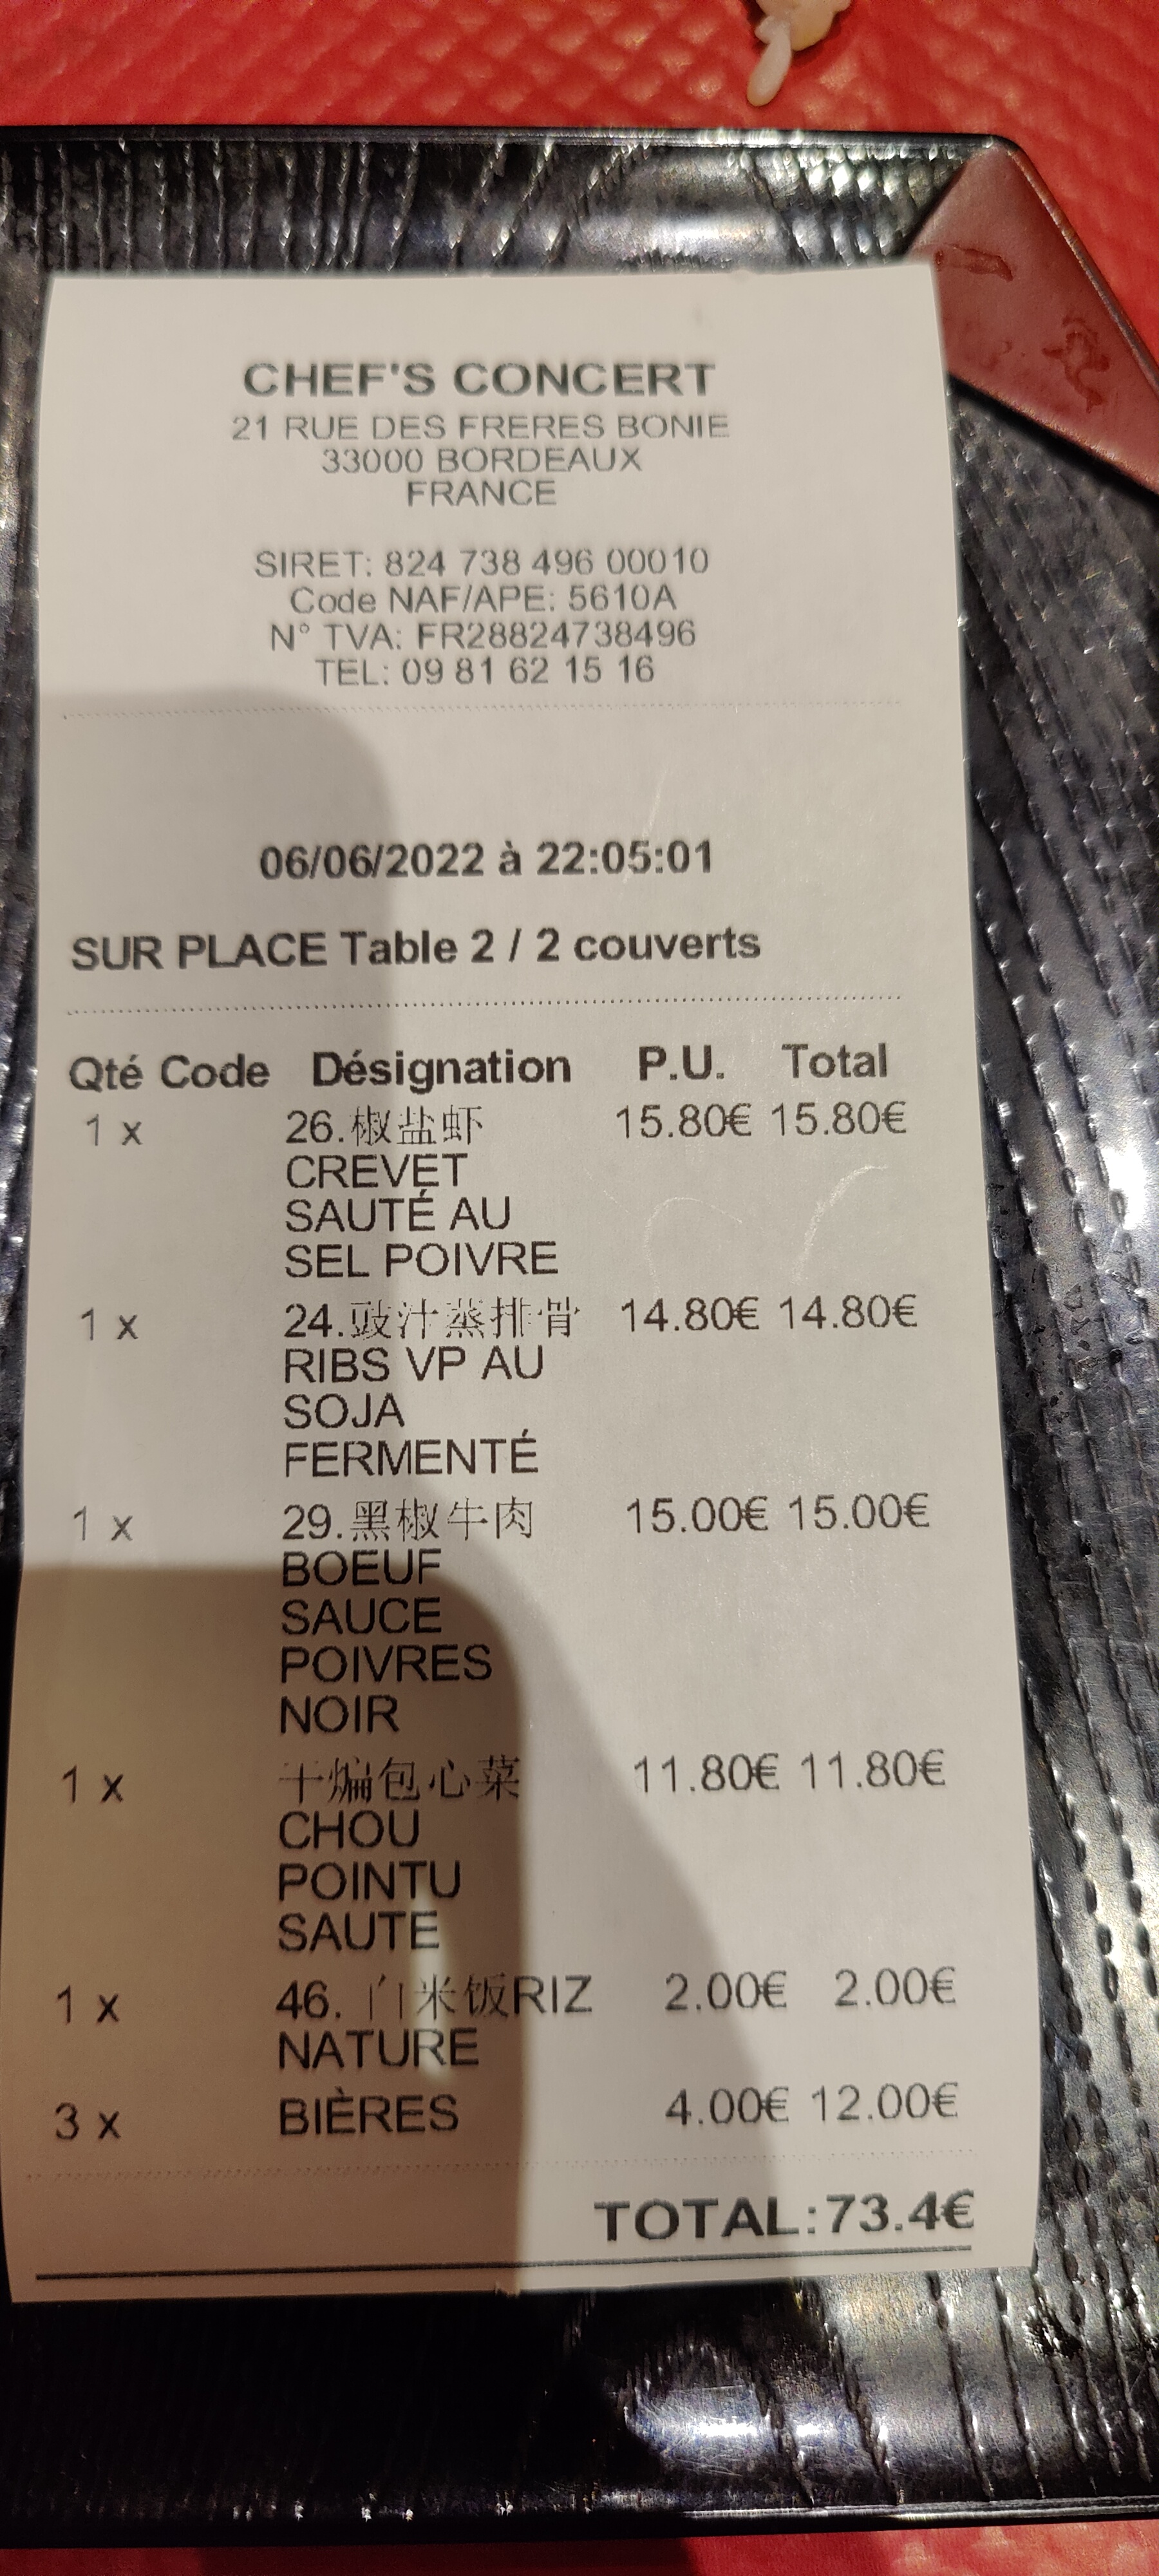 CHEF'S CONCERT
21 RUE DES FRERES BONIE
33000 BORDEAUX
FRANCE
SIRET: 824 738 496 00010
Code NAF/APE: 5610A
N° TVA: FR28824738496
TEL: 09 81 62 15 16
06/06/2022 à 22:05:01
SUR PLACE Table 2 / 2 couverts
Qté Code Désignation P.U. Total
1 x 26.椒盐虾 15.80€ 15.80€
CREVET
SAUTÉ AU
SEL POIVRE
1 x 24.豉汁蒸排骨 14.80€ 14.80€
RIBS VP AU
SOJA
FERMENTÉ
1 x 29.黑椒牛肉 15.00€ 15.00€
BOEUF
SAUCE
POIVRES
NOIR
1 x 干煸包心菜 11.80€ 11.80€
CHOU
POINTU
SAUTE
1 x 46.白米饭RIZ 2.00€ 2.00€
NATURE
3 x BIÈRES 4.00€ 12.00€
TOTAL:73.4€